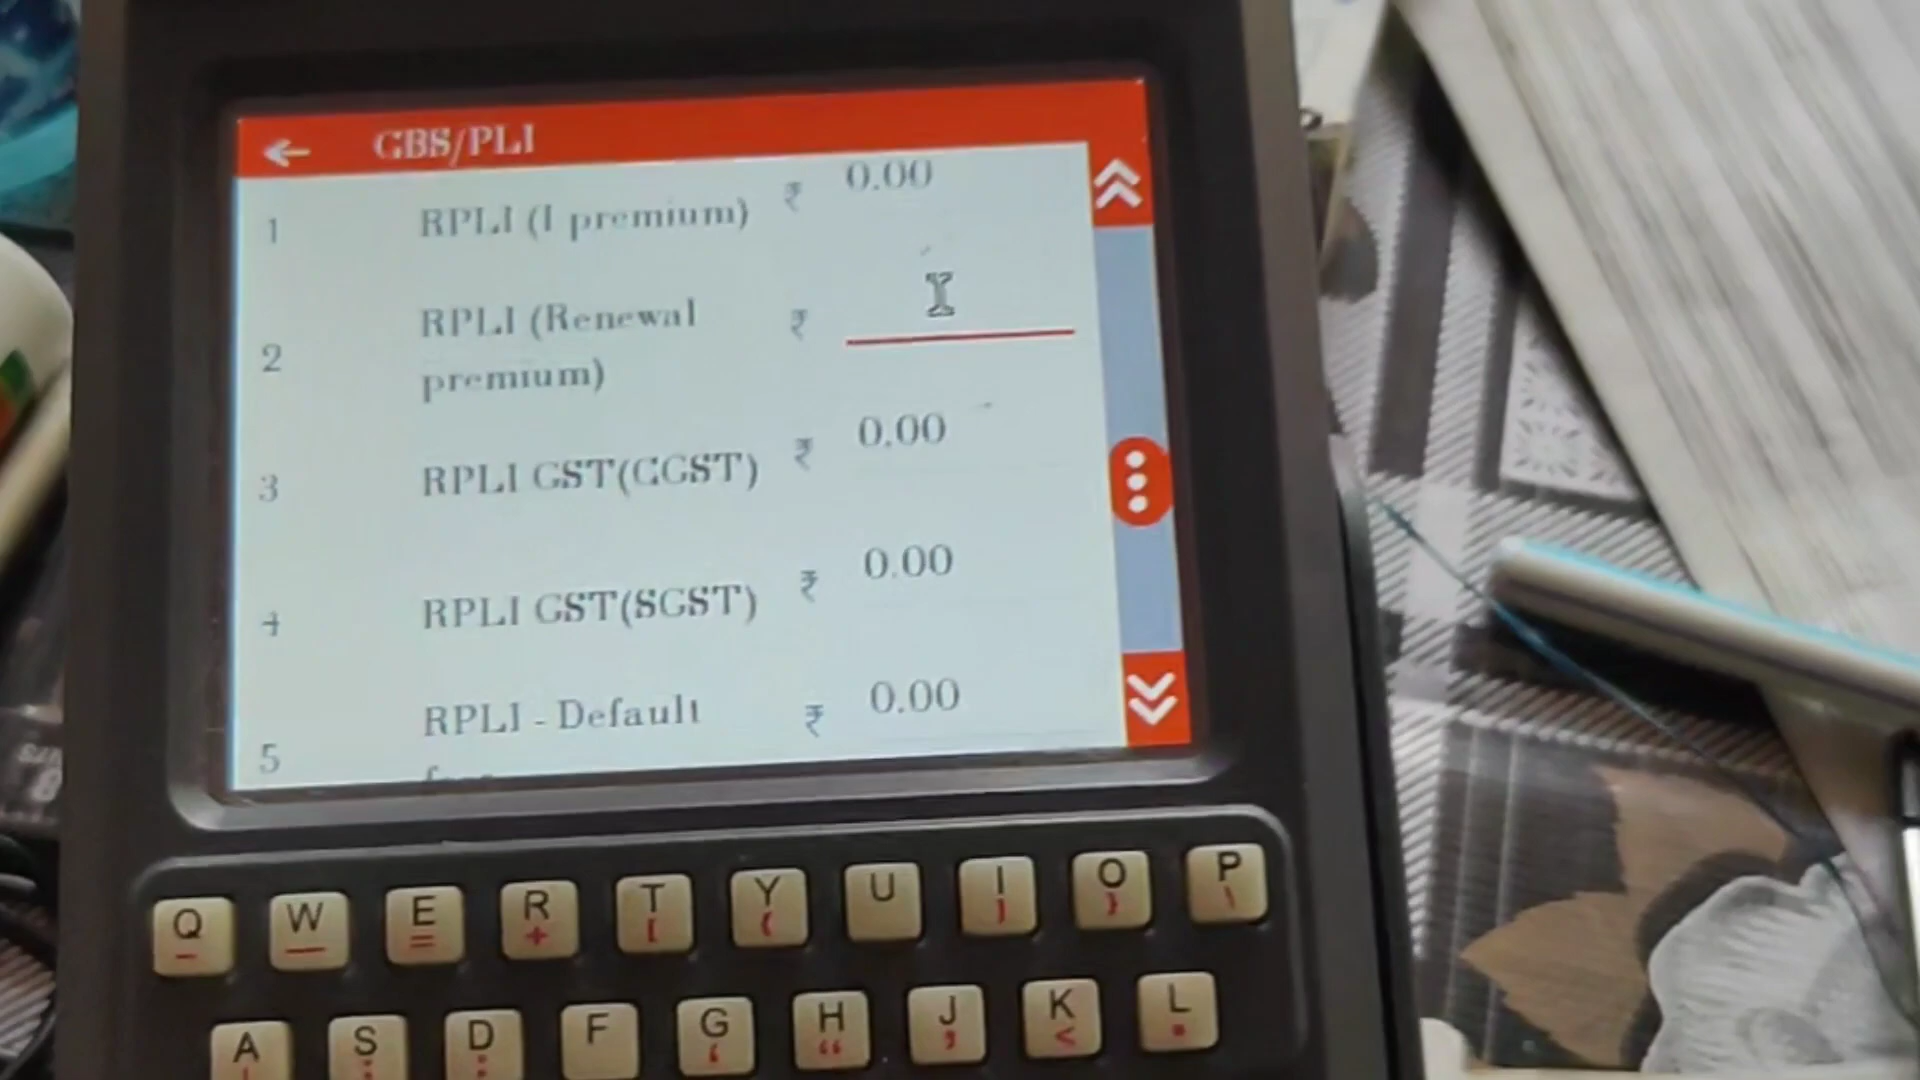 GBS/PLI
1 RPLI (I premium) ₹ 0.00
2 RPLI (Renewal premium) ₹
3 RPLI GST(CGST) ₹ 0.00
4 RPLI GST(SGST) ₹ 0.00
5 RPLI - Default ₹ 0.00
Q W E R T Y U I O P
- _ = + [ ( ] } \
A S D F G H J K L